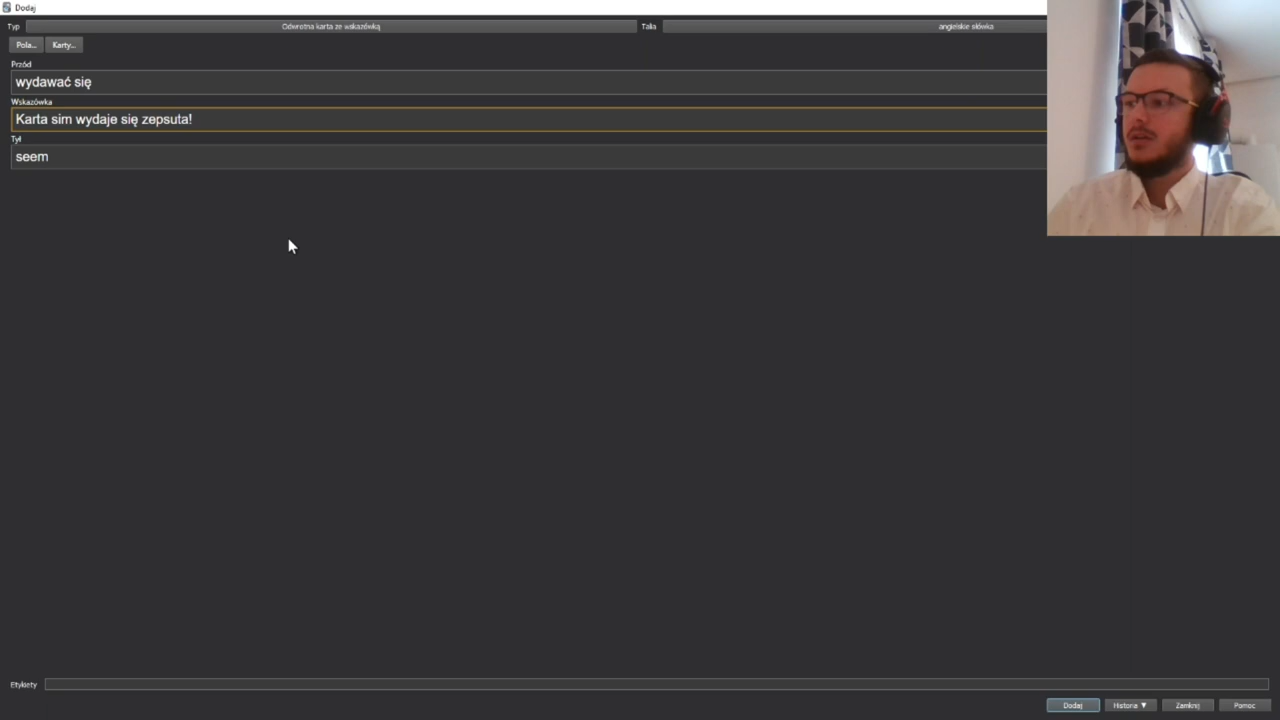 Dodaj
Typ Odwrotna karta ze wskazówką Talia angielskie słówka
Pola... Karty...
Przód
wydawać się
Wskazówka
Karta sim wydaje się zepsuta!
Tył
seem
Etykiety
Dodaj Historia ▼ Zamknij Pomoc